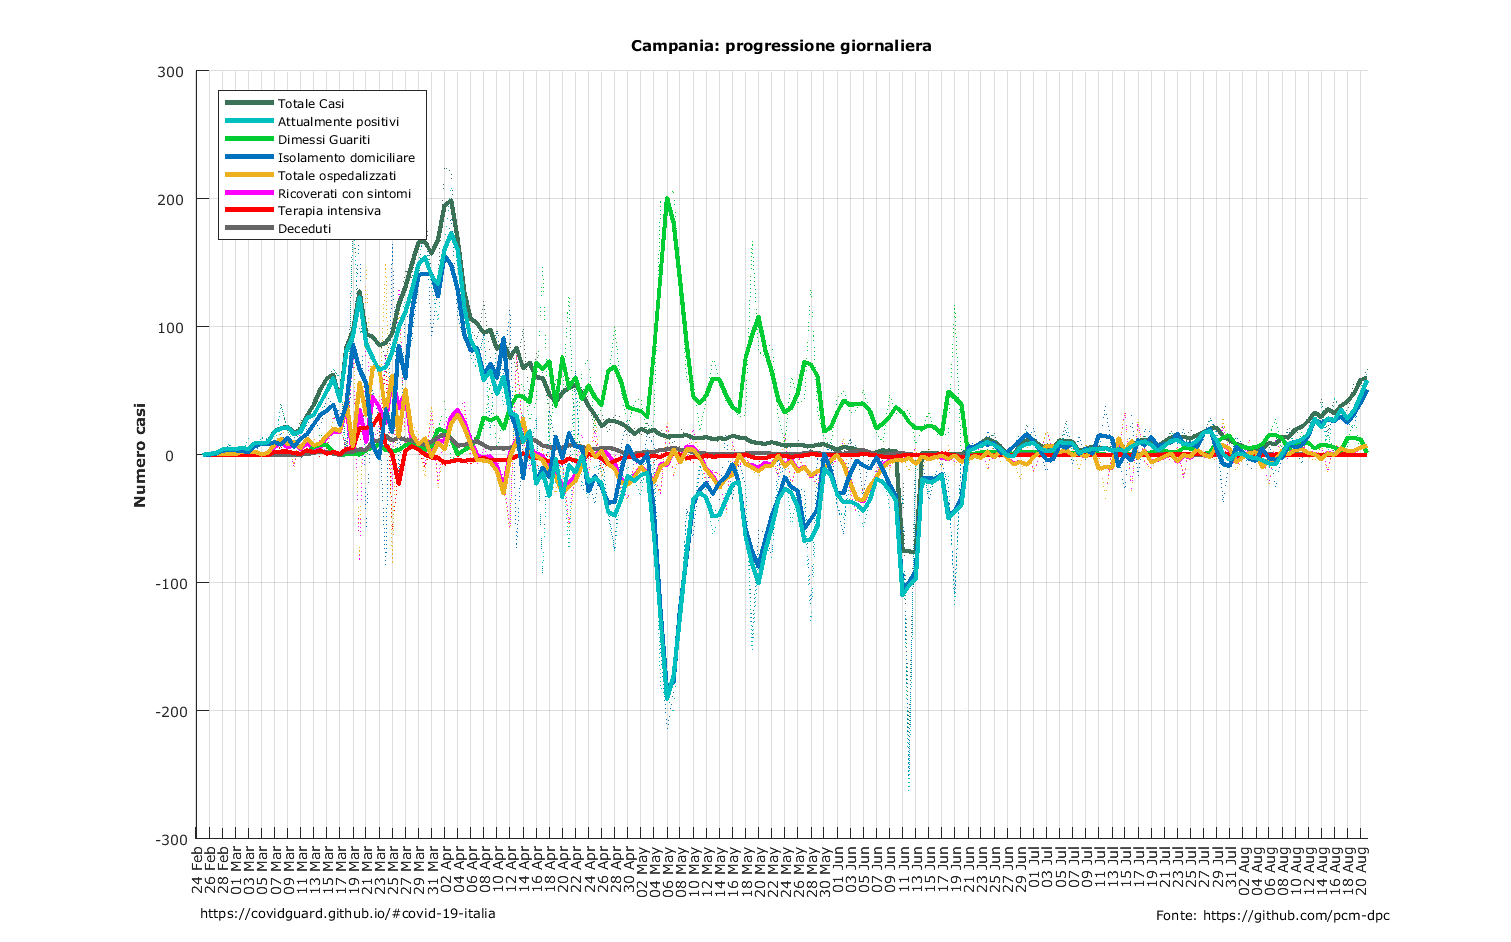 Campania: progressione giornaliera
300
200
100
0
-100
-200
-300
Numero casi
Totale Casi
Attualmente positivi
Dimessi Guariti
Isolamento domiciliare
Totale ospedalizzati
Ricoverati con sintomi
Terapia intensiva
Deceduti
24 Feb
26 Feb
28 Feb
01 Mar
03 Mar
05 Mar
07 Mar
09 Mar
11 Mar
13 Mar
15 Mar
17 Mar
19 Mar
21 Mar
23 Mar
25 Mar
27 Mar
29 Mar
31 Mar
02 Apr
04 Apr
06 Apr
08 Apr
10 Apr
12 Apr
14 Apr
16 Apr
18 Apr
20 Apr
22 Apr
24 Apr
26 Apr
28 Apr
30 Apr
02 May
04 May
06 May
08 May
10 May
12 May
14 May
16 May
18 May
20 May
22 May
24 May
26 May
28 May
30 May
01 Jun
03 Jun
05 Jun
07 Jun
09 Jun
11 Jun
13 Jun
15 Jun
17 Jun
19 Jun
21 Jun
23 Jun
25 Jun
27 Jun
29 Jun
01 Jul
03 Jul
05 Jul
07 Jul
09 Jul
11 Jul
13 Jul
15 Jul
17 Jul
19 Jul
21 Jul
23 Jul
25 Jul
27 Jul
29 Jul
31 Jul
02 Aug
04 Aug
06 Aug
08 Aug
10 Aug
12 Aug
14 Aug
16 Aug
18 Aug
20 Aug
https://covidguard.github.io/#covid-19-italia
Fonte: https://github.com/pcm-dpc